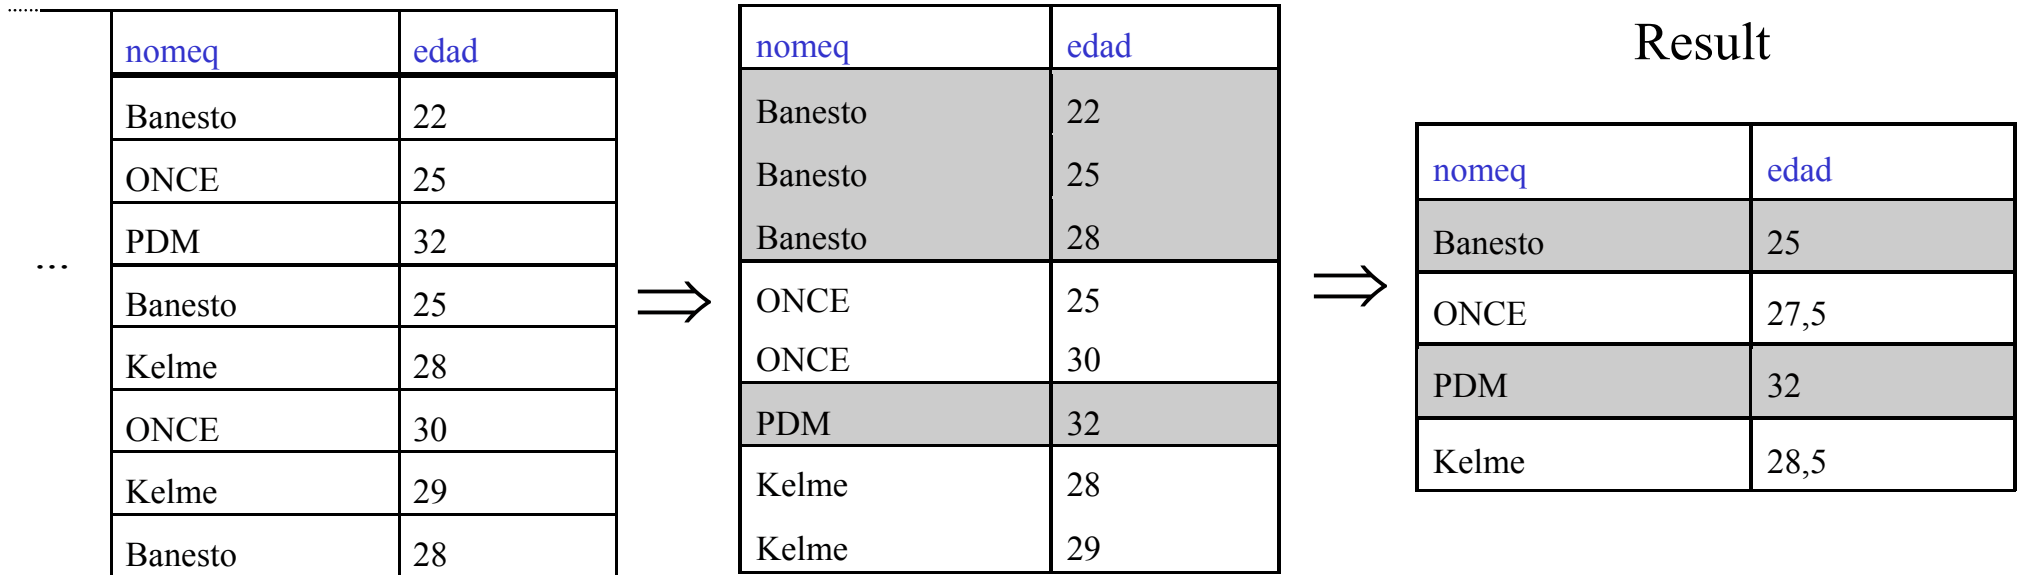 nomeq edad
Banesto 22
ONCE 25
PDM 32
Banesto 25
Kelme 28
ONCE 30
Kelme 29
Banesto 28
...
⇒
nomeq edad
Banesto 22
Banesto 25
Banesto 28
ONCE 25
ONCE 30
PDM 32
Kelme 28
Kelme 29
⇒
Result
nomeq edad
Banesto 25
ONCE 27,5
PDM 32
Kelme 28,5